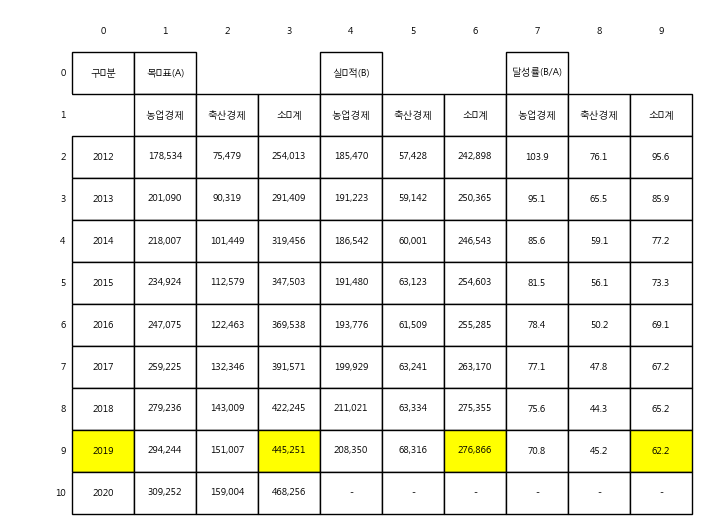 0 1 2 3 4 5 6 7 8 9
0 구□분 목□표(A) 실□적(B) 달성률(B/A)
1 농업경제 축산경제 소□계 농업경제 축산경제 소□계 농업경제 축산경제 소□계
2 2012 178,534 75,479 254,013 185,470 57,428 242,898 103.9 76.1 95.6
3 2013 201,090 90,319 291,409 191,223 59,142 250,365 95.1 65.5 85.9
4 2014 218,007 101,449 319,456 186,542 60,001 246,543 85.6 59.1 77.2
5 2015 234,924 112,579 347,503 191,480 63,123 254,603 81.5 56.1 73.3
6 2016 247,075 122,463 369,538 193,776 61,509 255,285 78.4 50.2 69.1
7 2017 259,225 132,346 391,571 199,929 63,241 263,170 77.1 47.8 67.2
8 2018 279,236 143,009 422,245 211,021 63,334 275,355 75.6 44.3 65.2
9 2019 294,244 151,007 445,251 208,350 68,316 276,866 70.8 45.2 62.2
10 2020 309,252 159,004 468,256 - - - - - -